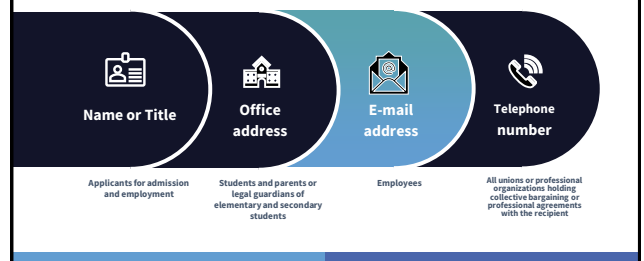 Name or Title
Office
address
E-mail
address
Telephone
number
Applicants for admission
and employment
Students and parents or
legal guardians of
elementary and secondary
students
Employees
All unions or professional
organizations holding
collective bargaining or
professional agreements
with the recipient